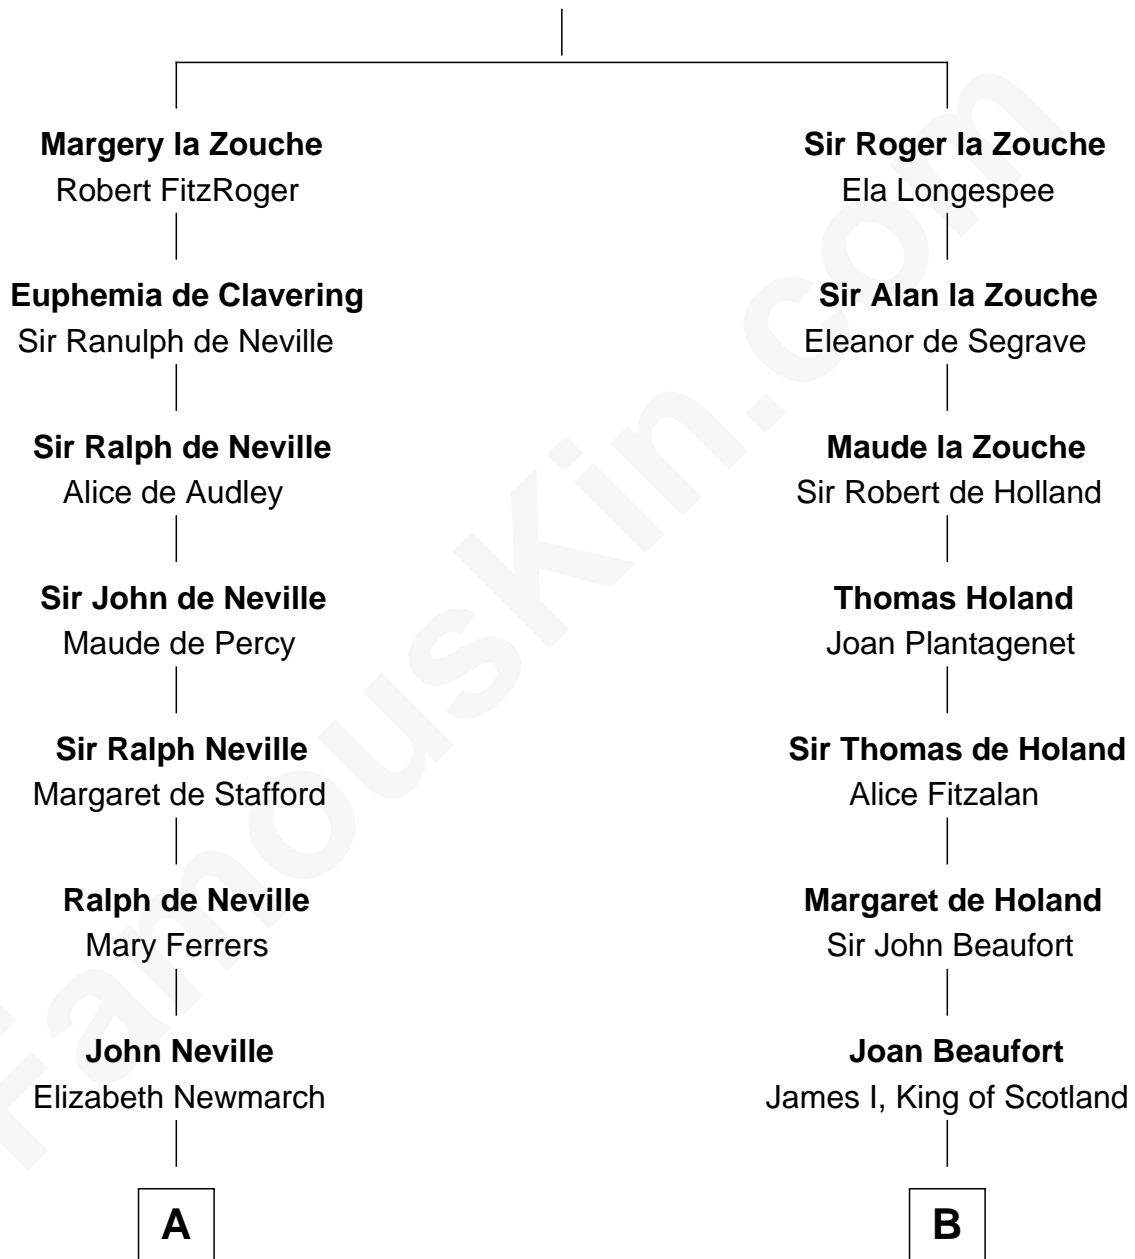 Margery la Zouche
Robert FitzRoger
Euphemia de Clavering
Sir Ranulph de Neville
Sir Ralph de Neville
Alice de Audley
Sir John de Neville
Maude de Percy
Sir Ralph Neville
Margaret de Stafford
Ralph de Neville
Mary Ferrers
John Neville
Elizabeth Newmarch
A
Sir Roger la Zouche
Ela Longespee
Sir Alan la Zouche
Eleanor de Segrave
Maude la Zouche
Sir Robert de Holland
Thomas Holand
Joan Plantagenet
Sir Thomas de Holand
Alice Fitzalan
Margaret de Holand
Sir John Beaufort
Joan Beaufort
James I, King of Scotland
B
FamousKin.com